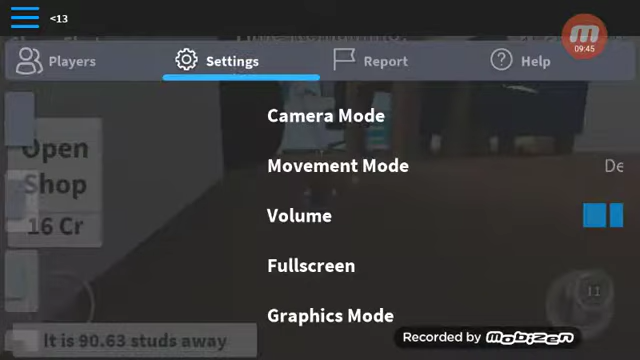 <13
09:45
Players
Settings
Report
Help
Camera Mode
Open
Shop
16 Cr
Movement Mode
De
Volume
Fullscreen
Graphics Mode
It is 90.63 studs away
Recorded by MOBIZEN